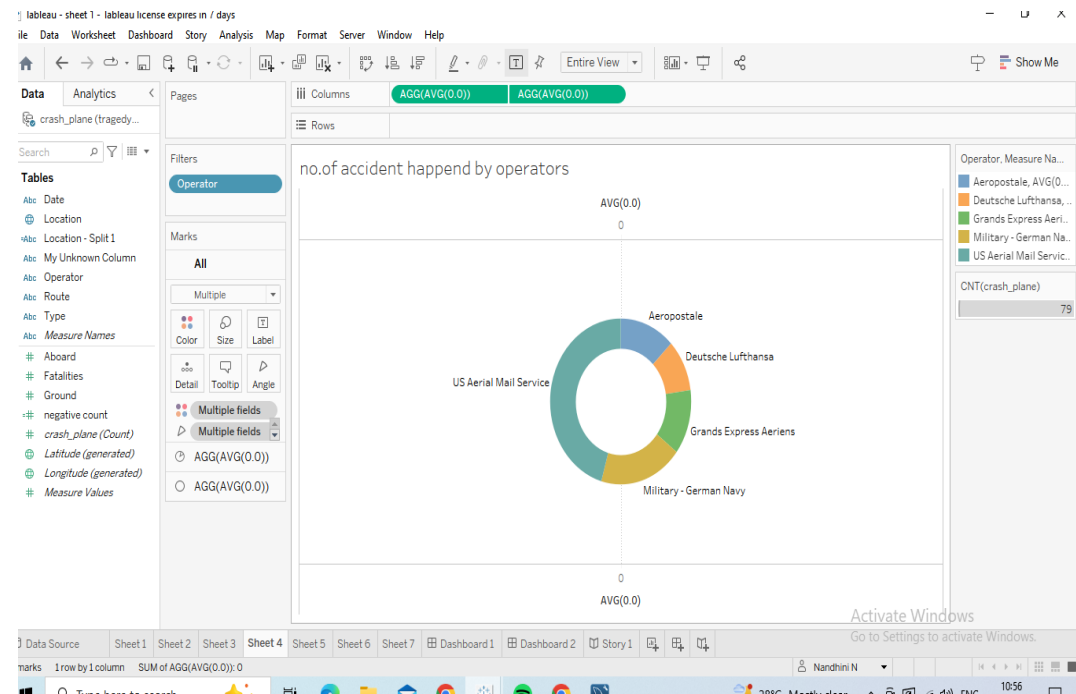 Tableau - sheet 1 - Tableau license expires in 7 days
ile Data Worksheet Dashboard Story Analysis Map Format Server Window Help
Entire View
Show Me
Data Analytics
crash_plane (tragedy...
Search
Tables
Abc Date
Location
=Abc Location - Split 1
Abc My Unknown Column
Abc Operator
Abc Route
Abc Type
Abc Measure Names
# Aboard
# Fatalities
# Ground
=# negative count
# crash_plane (Count)
Latitude (generated)
Longitude (generated)
# Measure Values
Pages
Filters
Operator
Marks
All
Multiple
Color Size Label
Detail Tooltip Angle
Multiple fields
Multiple fields
AGG(AVG(0.0))
AGG(AVG(0.0))
Columns AGG(AVG(0.0)) AGG(AVG(0.0))
Rows
no.of accident happend by operators
AVG(0.0)
0
Aeropostale
Deutsche Lufthansa
US Aerial Mail Service
Grands Express Aeriens
Military - German Navy
0
AVG(0.0)
Operator, Measure Na...
Aeropostale, AVG(0...
Deutsche Lufthansa, ..
Grands Express Aeri..
Military - German Na..
US Aerial Mail Servic..
CNT(crash_plane)
79
Activate Windows
Go to Settings to activate Windows.
Data Source Sheet 1 Sheet 2 Sheet 3 Sheet 4 Sheet 5 Sheet 6 Sheet 7 Dashboard 1 Dashboard 2 Story 1
marks 1 row by 1 column SUM of AGG(AVG(0.0)): 0
Nandhini N
Type here to search
28°C Mostly clear
ENG
10:56